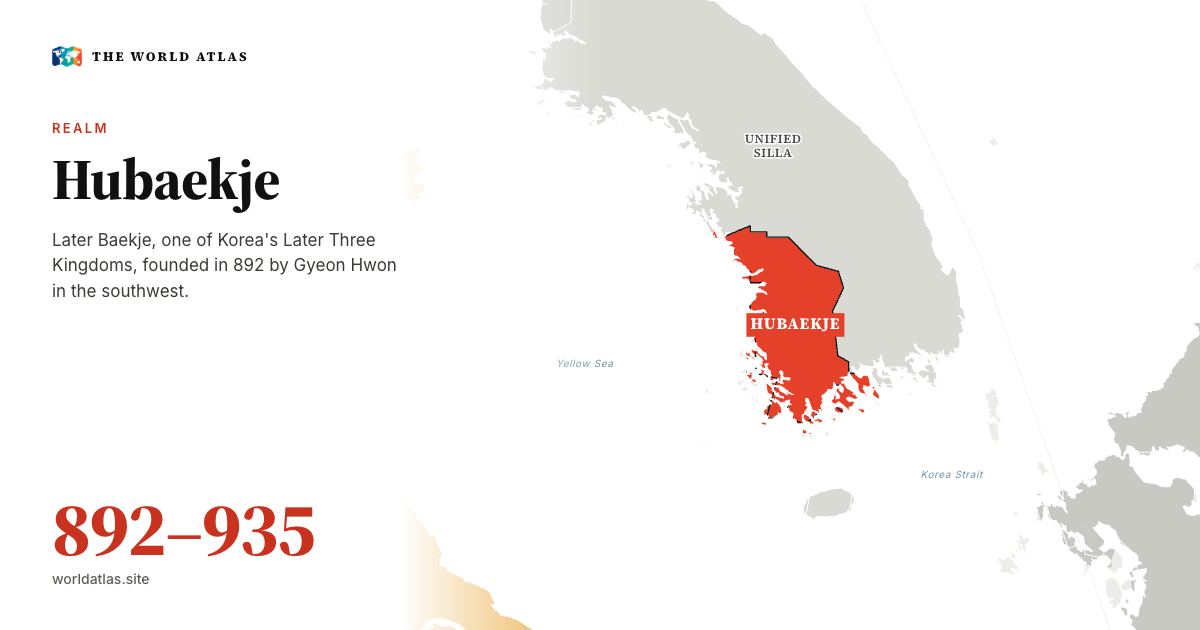 THE WORLD ATLAS
REALM
Hubaekje
Later Baekje, one of Korea's Later Three
Kingdoms, founded in 892 by Gyeon Hwon
in the southwest.
892–935
worldatlas.site
UNIFIED
SILLA
HUBAEKJE
Yellow Sea
Korea Strait